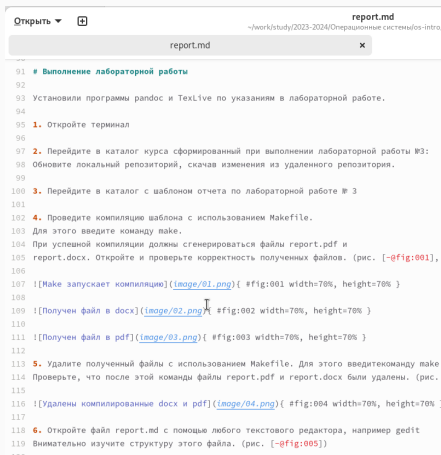 Открыть
report.md
~/work/study/2023-2024/Операционные системы/os-intro
report.md ×
91 # Выполнение лабораторной работы
92
93 Установили программы pandoc и TexLive по указаниям в лабораторной работе.
94
95 1. Откройте терминал
96
97 2. Перейдите в каталог курса сформированный при выполнении лабораторной работы №3:
98 Обновите локальный репозиторий, скачав изменения из удаленного репозитория.
99
100 3. Перейдите в каталог с шаблоном отчета по лабораторной работе № 3
101
102 4. Проведите компиляцию шаблона с использованием Makefile.
103 Для этого введите команду make.
104 При успешной компиляции должны сгенерироваться файлы report.pdf и
105 report.docx. Откройте и проверьте корректность полученных файлов. (рис. [-@fig:001],
106
107 ![Make запускает компиляцию](image/01.png){ #fig:001 width=70%, height=70% }
108
109 ![Получен файл в docx](image/02.png){ #fig:002 width=70%, height=70% }
110
111 ![Получен файл в pdf](image/03.png){ #fig:003 width=70%, height=70% }
112
113 5. Удалите полученный файлы с использованием Makefile. Для этого введитекоманду make
114 Проверьте, что после этой команды файлы report.pdf и report.docx были удалены. (рис.
115
116 ![Удалены компилированные docx и pdf](image/04.png){ #fig:004 width=70%, height=70% }
117
118 6. Откройте файл report.md с помощью любого текстового редактора, например gedit
119 Внимательно изучите структуру этого файла. (рис. [-@fig:005])